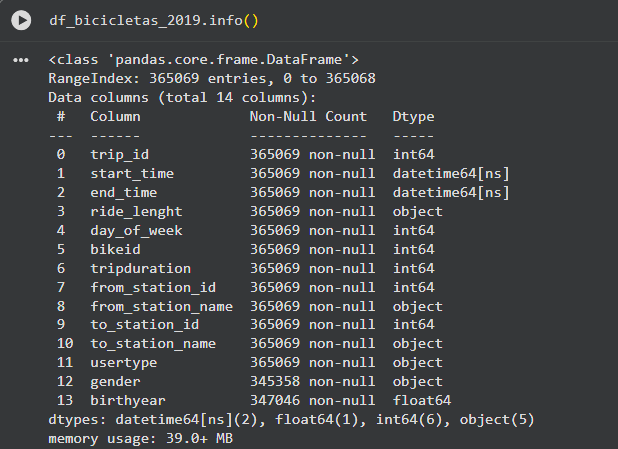 df_bicicletas_2019.info()
<class 'pandas.core.frame.DataFrame'>
RangeIndex: 365069 entries, 0 to 365068
Data columns (total 14 columns):
 #   Column             Non-Null Count   Dtype
---  ------             --------------   -----
 0   trip_id            365069 non-null  int64
 1   start_time         365069 non-null  datetime64[ns]
 2   end_time           365069 non-null  datetime64[ns]
 3   ride_lenght        365069 non-null  object
 4   day_of_week        365069 non-null  int64
 5   bikeid             365069 non-null  int64
 6   tripduration       365069 non-null  int64
 7   from_station_id    365069 non-null  int64
 8   from_station_name  365069 non-null  object
 9   to_station_id      365069 non-null  int64
 10  to_station_name    365069 non-null  object
 11  usertype           365069 non-null  object
 12  gender             345358 non-null  object
 13  birthyear          347046 non-null  float64
dtypes: datetime64[ns](2), float64(1), int64(6), object(5)
memory usage: 39.0+ MB